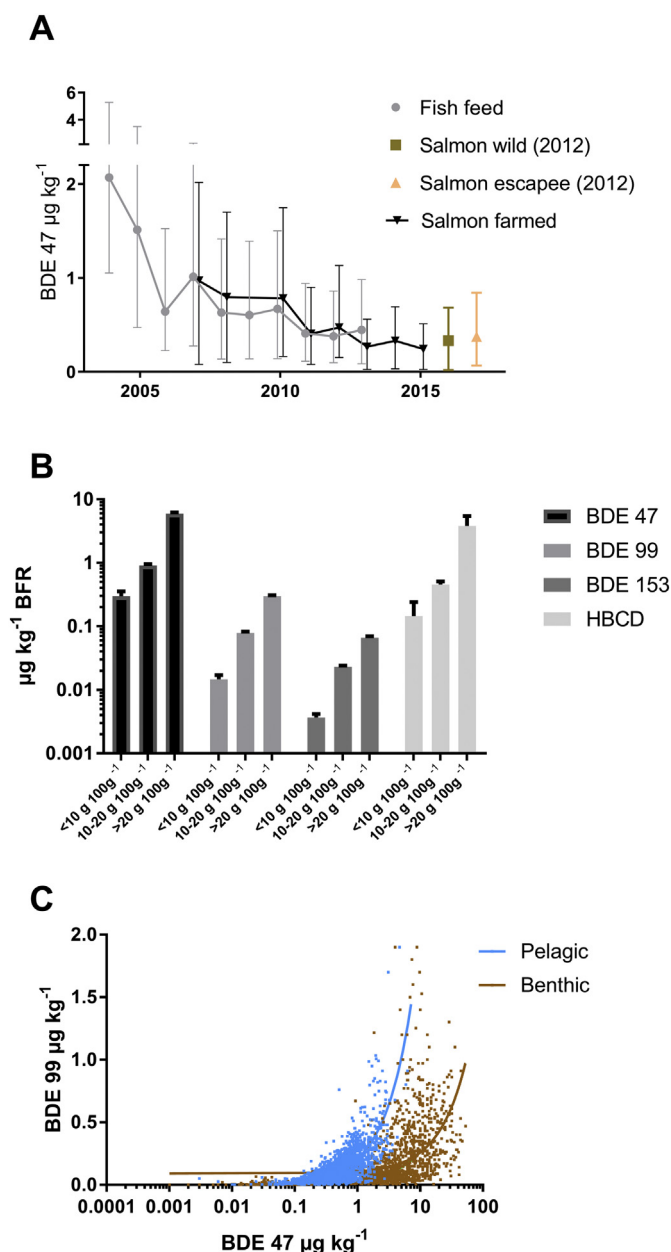 A
6
4
2
1
0
BDE 47 µg kg⁻¹
2005
2010
2015
Fish feed
Salmon wild (2012)
Salmon escapee (2012)
Salmon farmed
B
10
1
0.1
0.01
0.001
µg kg⁻¹ BFR
<10 g 100g⁻¹
10-20 g 100g⁻¹
>20 g 100g⁻¹
<10 g 100g⁻¹
10-20 g 100g⁻¹
>20 g 100g⁻¹
<10 g 100g⁻¹
10-20 g 100g⁻¹
>20 g 100g⁻¹
<10 g 100g⁻¹
10-20 g 100g⁻¹
>20 g 100g⁻¹
BDE 47
BDE 99
BDE 153
HBCD
C
2.0
1.5
1.0
0.5
0.0
BDE 99 µg kg⁻¹
0.0001
0.001
0.01
0.1
1
10
100
BDE 47 µg kg⁻¹
Pelagic
Benthic